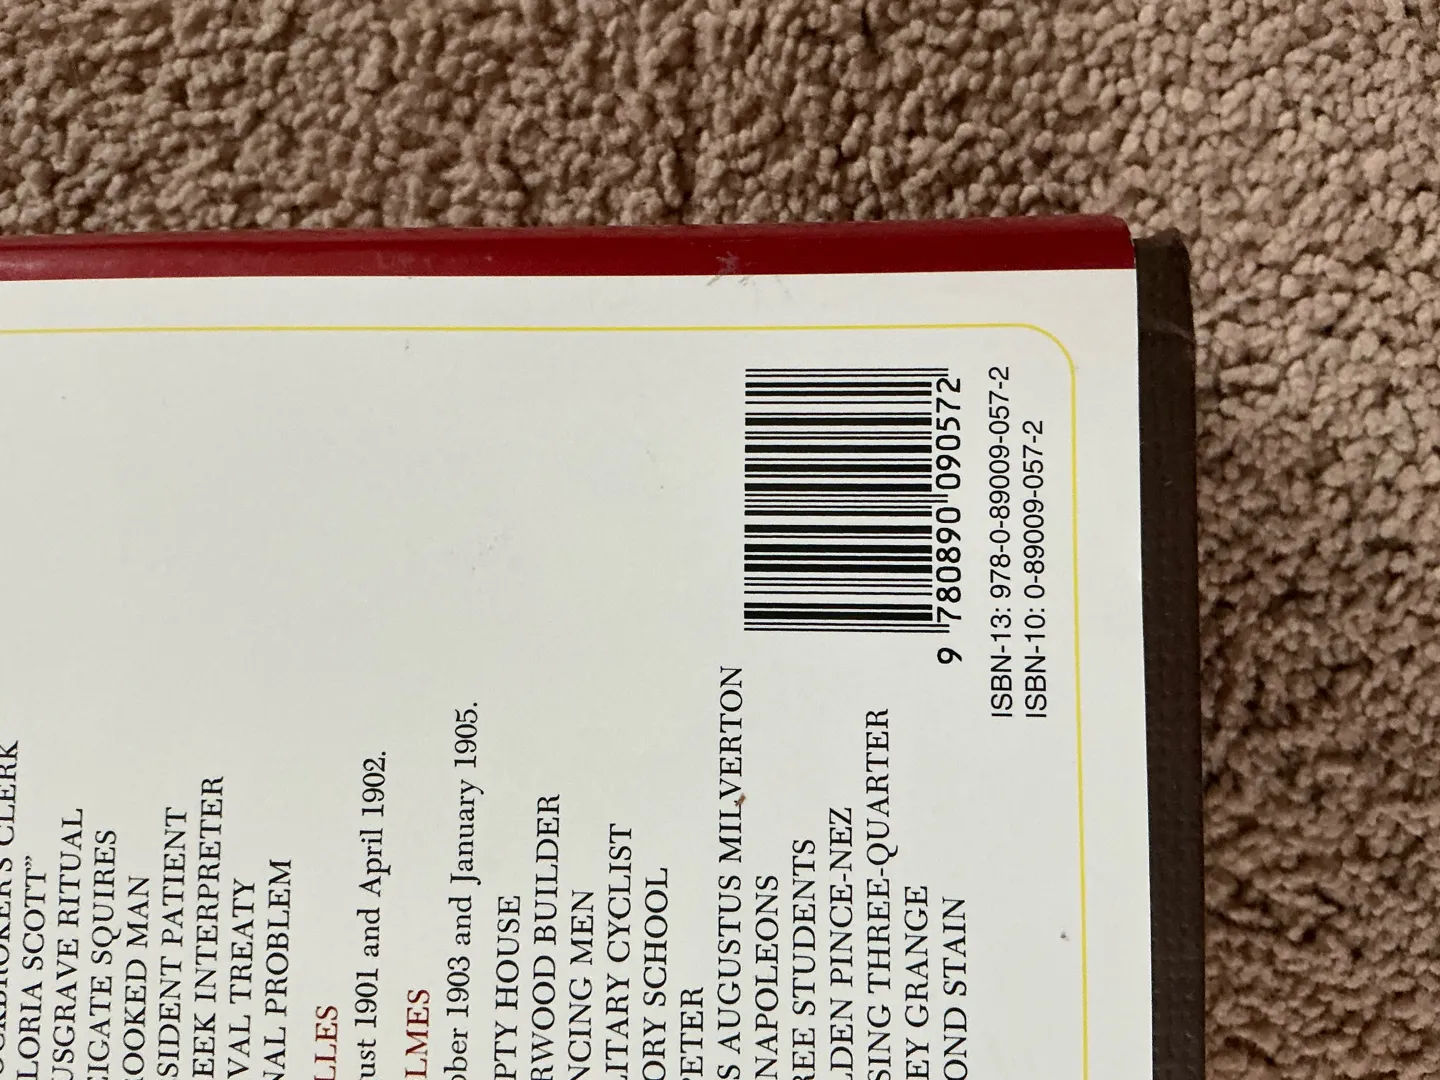 OCKBROKER'S CLERK
LORIA SCOTT”
USGRAVE RITUAL
EIGATE SQUIRES
ROOKED MAN
SIDENT PATIENT
EEK INTERPRETER
VAL TREATY
NAL PROBLEM
LLES
ust 1901 and April 1902.
LMES
ober 1903 and January 1905.
PTY HOUSE
RWOOD BUILDER
NCING MEN
LITARY CYCLIST
ORY SCHOOL
PETER
S AUGUSTUS MILVERTON
NAPOLEONS
REE STUDENTS
LDEN PINCE-NEZ
SING THREE-QUARTER
EY GRANGE
OND STAIN
9 780890 090572
ISBN-13: 978-0-89009-057-2
ISBN-10: 0-89009-057-2